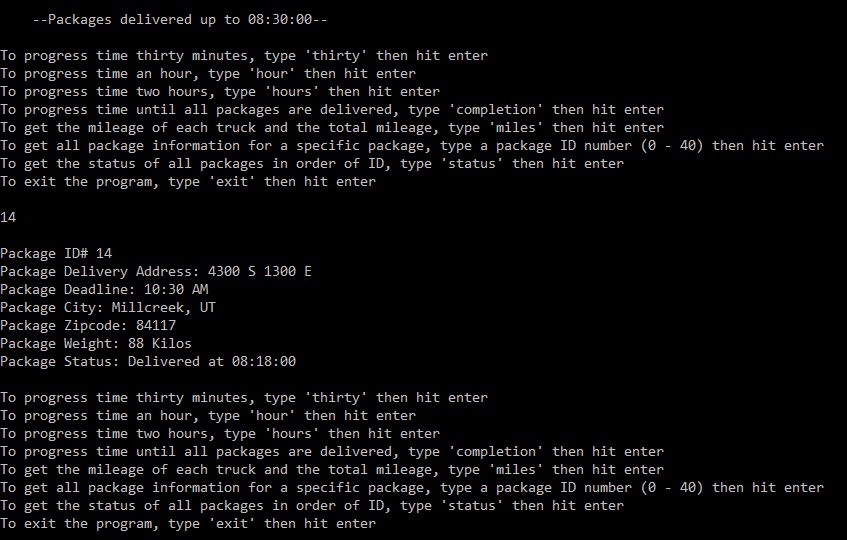 --Packages delivered up to 08:30:00--
To progress time thirty minutes, type 'thirty' then hit enter
To progress time an hour, type 'hour' then hit enter
To progress time two hours, type 'hours' then hit enter
To progress time until all packages are delivered, type 'completion' then hit enter
To get the mileage of each truck and the total mileage, type 'miles' then hit enter
To get all package information for a specific package, type a package ID number (0 - 40) then hit enter
To get the status of all packages in order of ID, type 'status' then hit enter
To exit the program, type 'exit' then hit enter
14
Package ID# 14
Package Delivery Address: 4300 S 1300 E
Package Deadline: 10:30 AM
Package City: Millcreek, UT
Package Zipcode: 84117
Package Weight: 88 Kilos
Package Status: Delivered at 08:18:00
To progress time thirty minutes, type 'thirty' then hit enter
To progress time an hour, type 'hour' then hit enter
To progress time two hours, type 'hours' then hit enter
To progress time until all packages are delivered, type 'completion' then hit enter
To get the mileage of each truck and the total mileage, type 'miles' then hit enter
To get all package information for a specific package, type a package ID number (0 - 40) then hit enter
To get the status of all packages in order of ID, type 'status' then hit enter
To exit the program, type 'exit' then hit enter